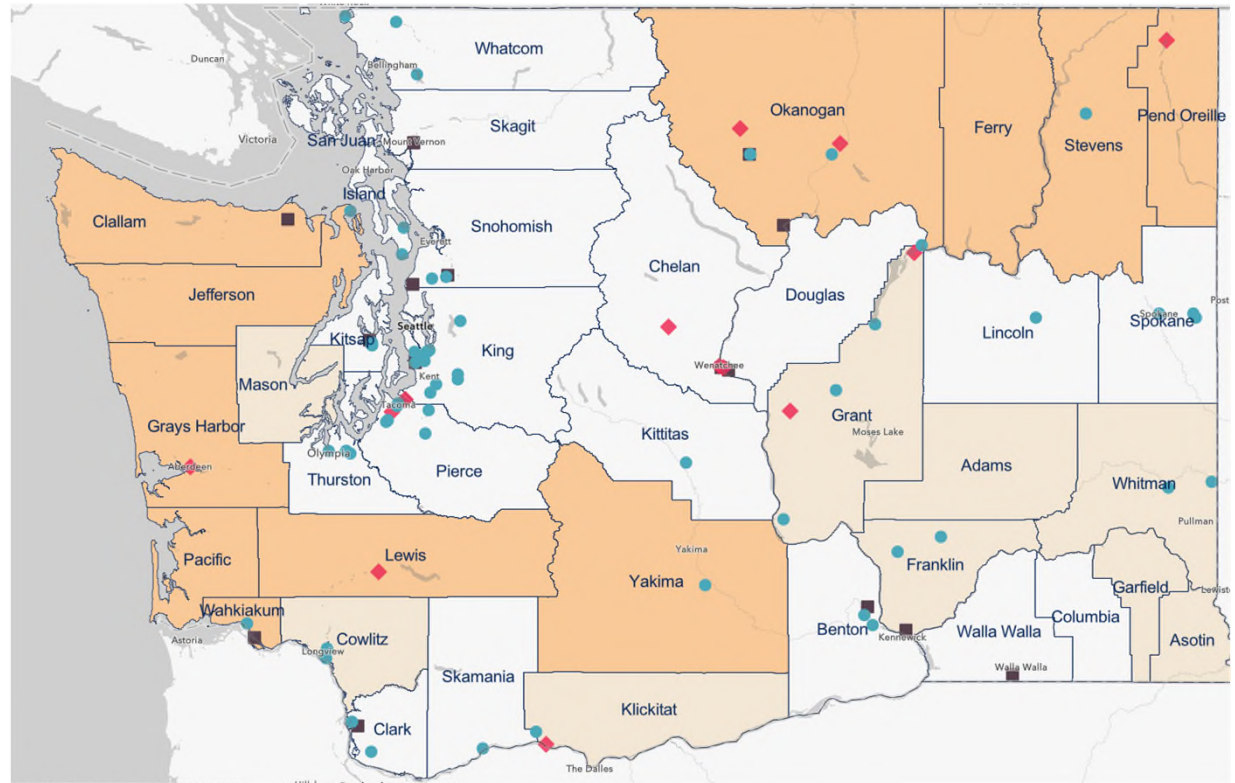 Whatcom
Duncan
Bellingham
Okanogan
Pend Oreille
Skagit
Ferry
Stevens
Victoria
San Juan
Mount Vernon
Oak Harbor
Island
Clallam
Snohomish
Everett
Chelan
Jefferson
Douglas
Seattle
Lincoln
Spokane
Spokane
Post
Kitsap
King
Wenatchee
Kent
Mason
Tacoma
Grant
Grays Harbor
Moses Lake
Kittitas
Olympia
Aberdeen
Adams
Pierce
Thurston
Whitman
Pullman
Pacific
Lewis
Yakima
Yakima
Franklin
Garfield
Lewist
Wahkiakum
Astoria
Cowlitz
Longview
Benton
Kennewick
Walla Walla
Columbia
Asotin
Skamania
Walla Walla
Klickitat
Clark
The Dalles